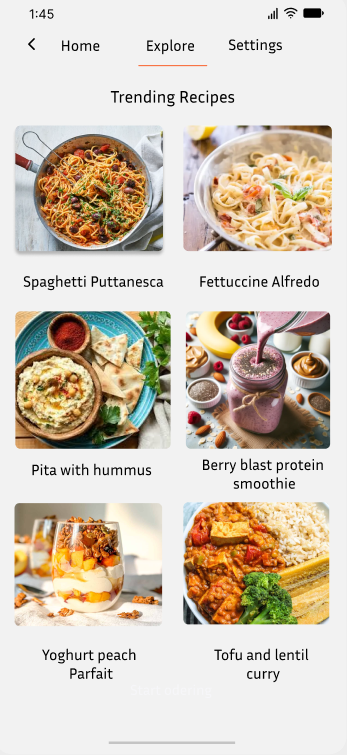 1:45
Home Explore Settings
Trending Recipes
Spaghetti Puttanesca
Fettuccine Alfredo
Pita with hummus
Berry blast protein
smoothie
Yoghurt peach
Parfait
Tofu and lentil
curry